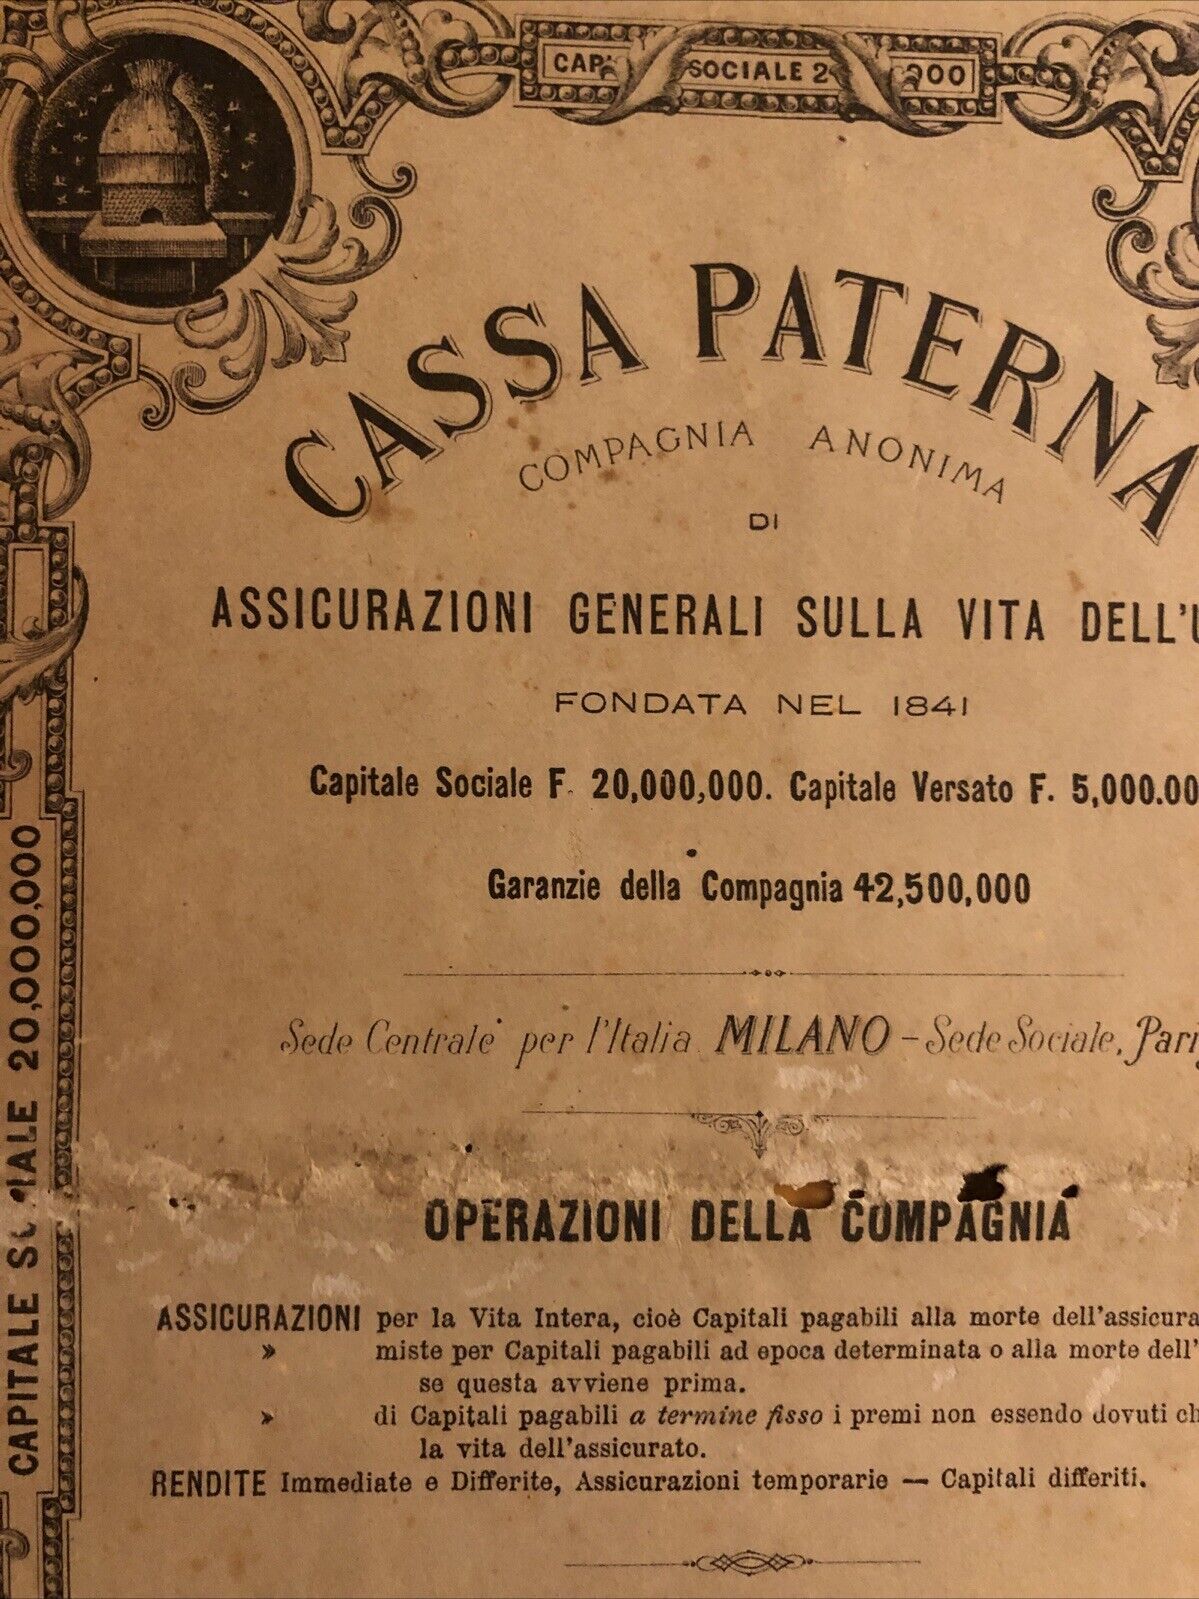 CAP SOCIALE 2 000
CASSA PATERNA
COMPAGNIA ANONIMA
DI
ASSICURAZIONI GENERALI SULLA VITA DELL'U
FONDATA NEL 1841
Capitale Sociale F. 20,000,000. Capitale Versato F. 5,000.00
Garanzie della Compagnia 42,500,000
Sede Centrale per l'Italia MILANO - Sede Sociale, Pari
OPERAZIONI DELLA COMPAGNIA
ASSICURAZIONI per la Vita Intera, cioè Capitali pagabili alla morte dell'assicura
» miste per Capitali pagabili ad epoca determinata o alla morte dell'
se questa avviene prima.
» di Capitali pagabili a termine fisso i premi non essendo dovuti ch
la vita dell'assicurato.
RENDITE Immediate e Differite, Assicurazioni temporarie — Capitali differiti.
CAPITALE SOCIALE 20,000,000